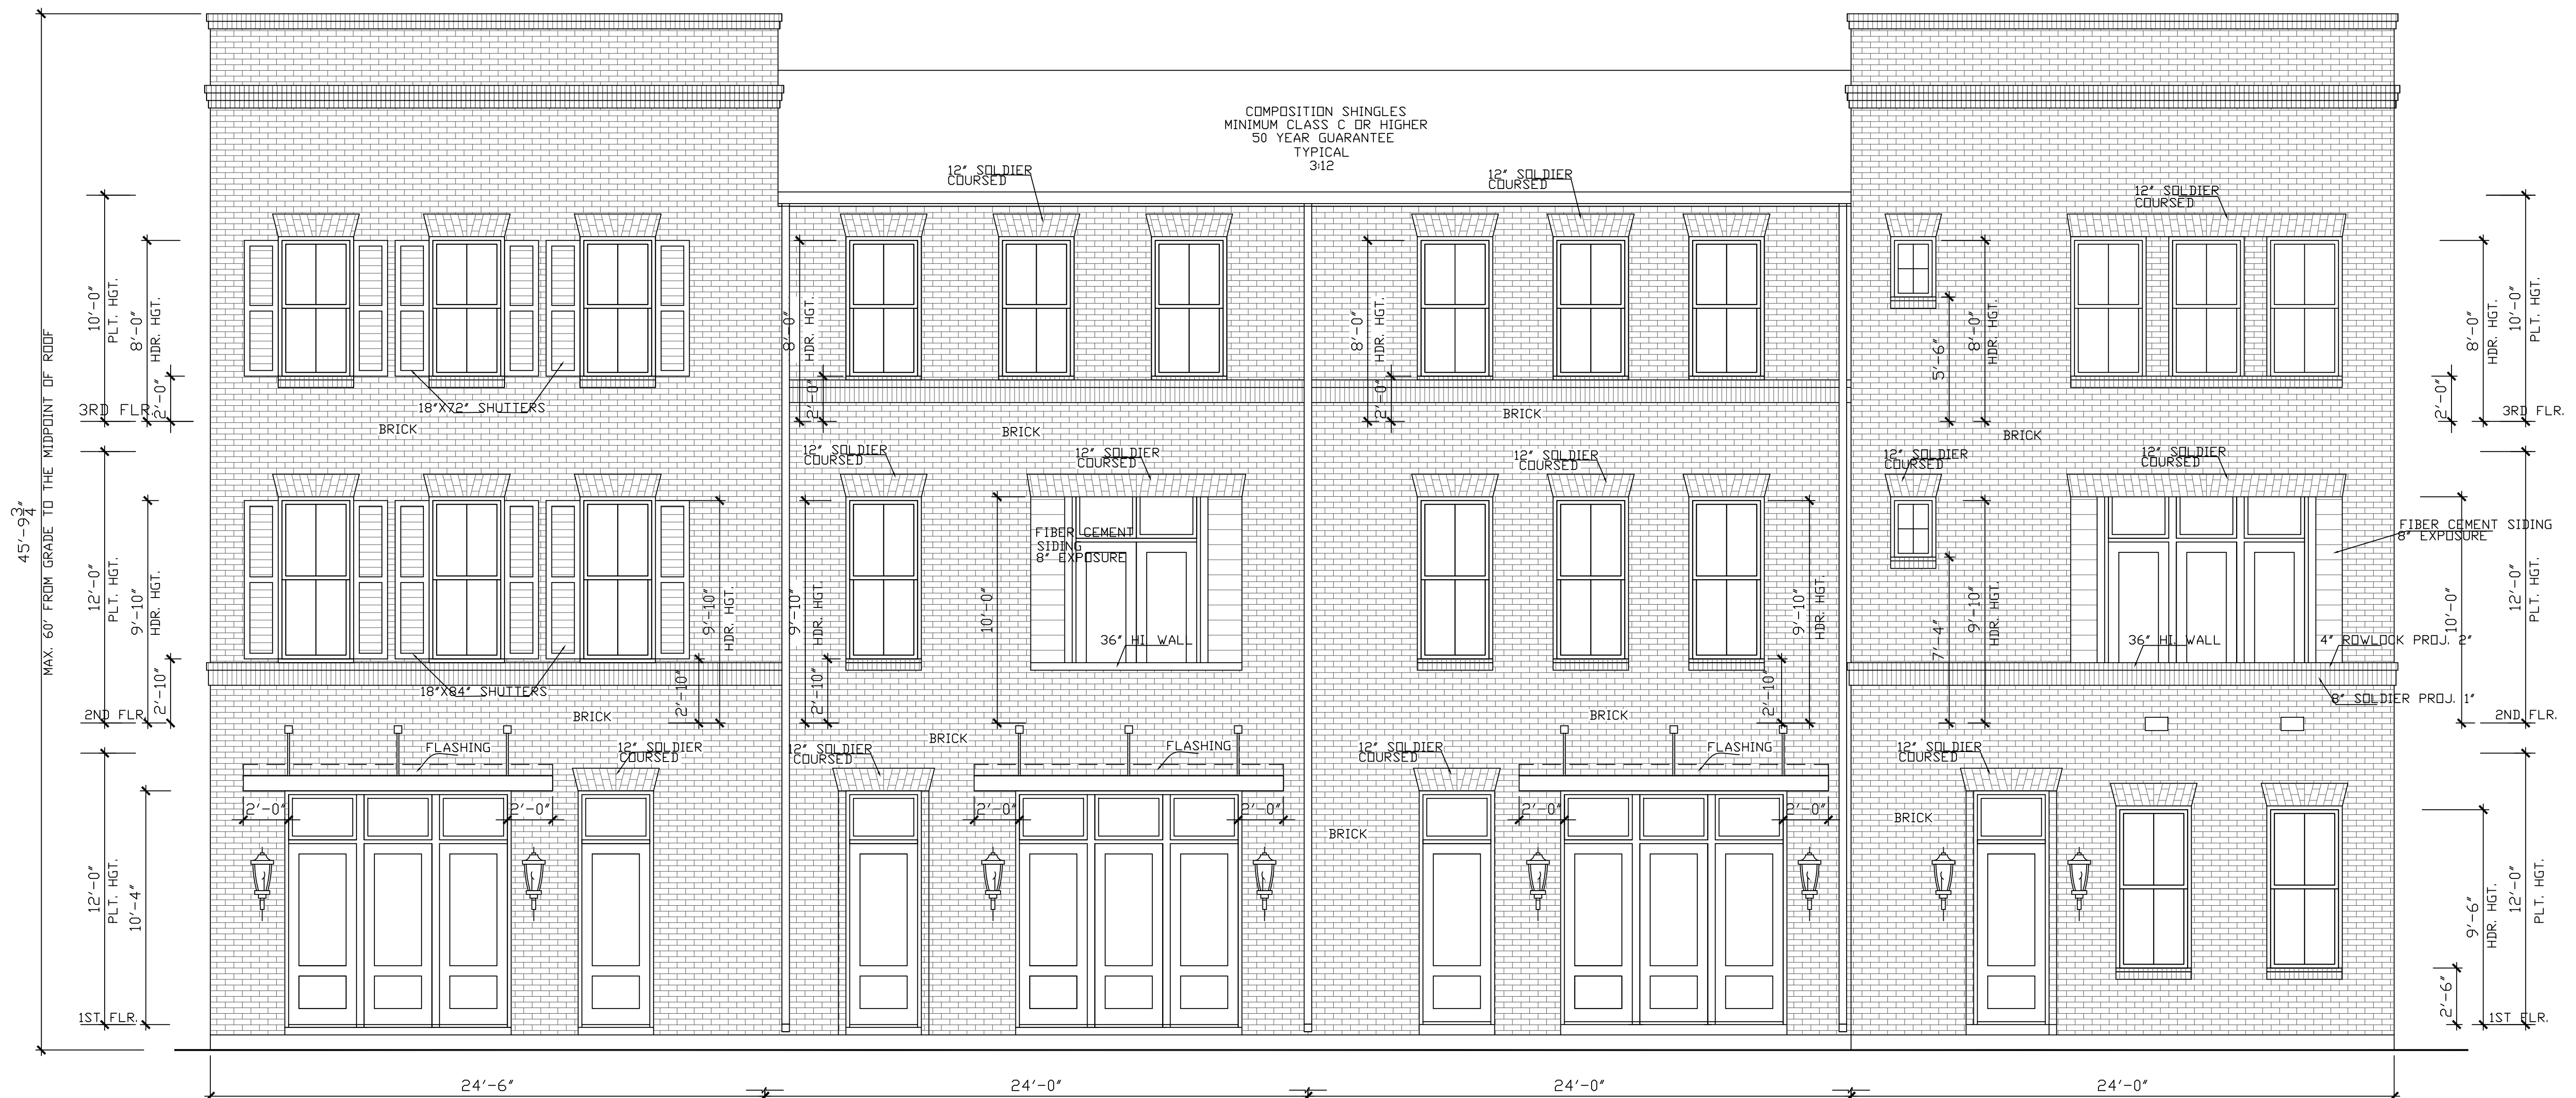 COMPOSITION SHINGLES
MINIMUM CLASS C OR HIGHER
50 YEAR GUARANTEE
TYPICAL
3:12
45'-9 3/4"
MAX. 60' FROM GRADE TO THE MIDPOINT OF ROOF
10'-0"
PLT. HGT.
8'-0"
HDR. HGT.
2'-0"
3RD FLR.
12'-0"
PLT. HGT.
9'-10"
HDR. HGT.
2'-10"
2ND FLR.
12'-0"
PLT. HGT.
10'-4"
1ST. FLR.
18"X72" SHUTTERS
BRICK
18"X84" SHUTTERS
BRICK
9'-10"
HDR. HGT.
2'-10"
FLASHING
12" SOLDIER
COURSED
2'-0"
2'-0"
12" SOLDIER
COURSED
8'-0"
HDR. HGT.
2'-0"
BRICK
12" SOLDIER
COURSED
12" SOLDIER
COURSED
9'-10"
HDR. HGT.
2'-10"
10'-0"
FIBER CEMENT
SIDING
8" EXPOSURE
36" HI. WALL
BRICK
12" SOLDIER
COURSED
FLASHING
2'-0"
2'-0"
12" SOLDIER
COURSED
8'-0"
HDR. HGT.
2'-0"
BRICK
12" SOLDIER
COURSED
9'-10"
HDR. HGT.
2'-10"
BRICK
12" SOLDIER
COURSED
FLASHING
2'-0"
2'-0"
BRICK
12" SOLDIER
COURSED
5'-6"
8'-0"
HDR. HGT.
BRICK
12" SOLDIER
COURSED
12" SOLDIER
COURSED
7'-4"
9'-10"
HDR. HGT.
36" HI. WALL
4" ROWLOCK PROJ. 2"
8" SOLDIER PROJ. 1"
FIBER CEMENT SIDING
8" EXPOSURE
12" SOLDIER
COURSED
BRICK
8'-0"
HDR. HGT.
10'-0"
PLT. HGT.
2'-0"
3RD FLR.
10'-0"
12'-0"
PLT. HGT.
2ND FLR.
9'-6"
HDR. HGT.
12'-0"
PLT. HGT.
2'-6"
1ST FLR.
24'-6"
24'-0"
24'-0"
24'-0"